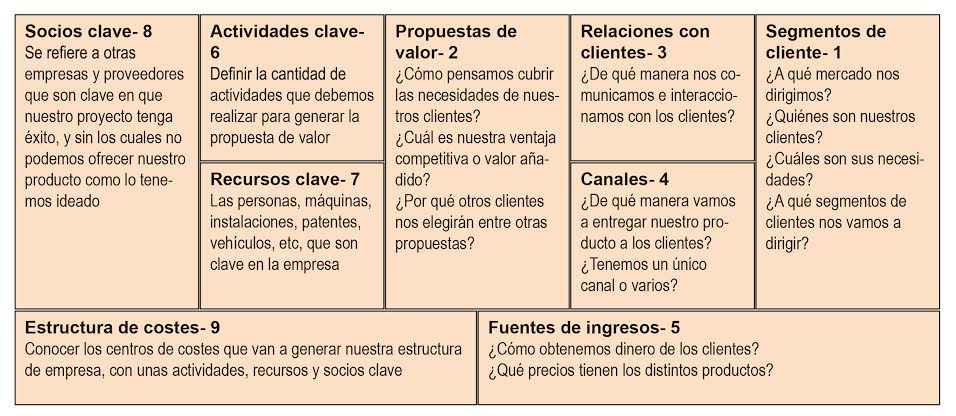 Socios clave- 8
Se refiere a otras
empresas y proveedores
que son clave en que
nuestro proyecto tenga
éxito, y sin los cuales no
podemos ofrecer nuestro
producto como lo tene-
mos ideado
Actividades clave-
6
Definir la cantidad de
actividades que debemos
realizar para generar la
propuesta de valor
Recursos clave- 7
Las personas, máquinas,
instalaciones, patentes,
vehículos, etc, que son
clave en la empresa
Propuestas de
valor- 2
¿Cómo pensamos cubrir
las necesidades de nues-
tros clientes?
¿Cuál es nuestra ventaja
competitiva o valor aña-
dido?
¿Por qué otros clientes
nos elegirán entre otras
propuestas?
Relaciones con
clientes- 3
¿De qué manera nos co-
municamos e interaccio-
namos con los clientes?
Canales- 4
¿De qué manera vamos
a entregar nuestro pro-
ducto a los clientes?
¿Tenemos un único
canal o varios?
Segmentos de
cliente- 1
¿A qué mercado nos
dirigimos?
¿Quiénes son nuestros
clientes?
¿Cuáles son sus necesi-
dades?
¿A qué segmentos de
clientes nos vamos a
dirigir?
Estructura de costes- 9
Conocer los centros de costes que van a generar nuestra estructura
de empresa, con unas actividades, recursos y socios clave
Fuentes de ingresos- 5
¿Cómo obtenemos dinero de los clientes?
¿Qué precios tienen los distintos productos?